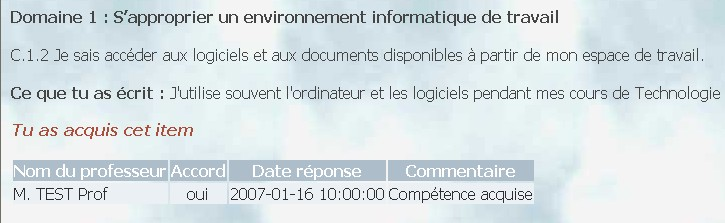 Domaine 1 : S’approprier un environnement informatique de travail
C.1.2 Je sais accéder aux logiciels et aux documents disponibles à partir de mon espace de travail.
Ce que tu as écrit : J'utilise souvent l'ordinateur et les logiciels pendant mes cours de Technologie
Tu as acquis cet item
Nom du professeur Accord Date réponse Commentaire
M. TEST Prof oui 2007-01-16 10:00:00 Compétence acquise